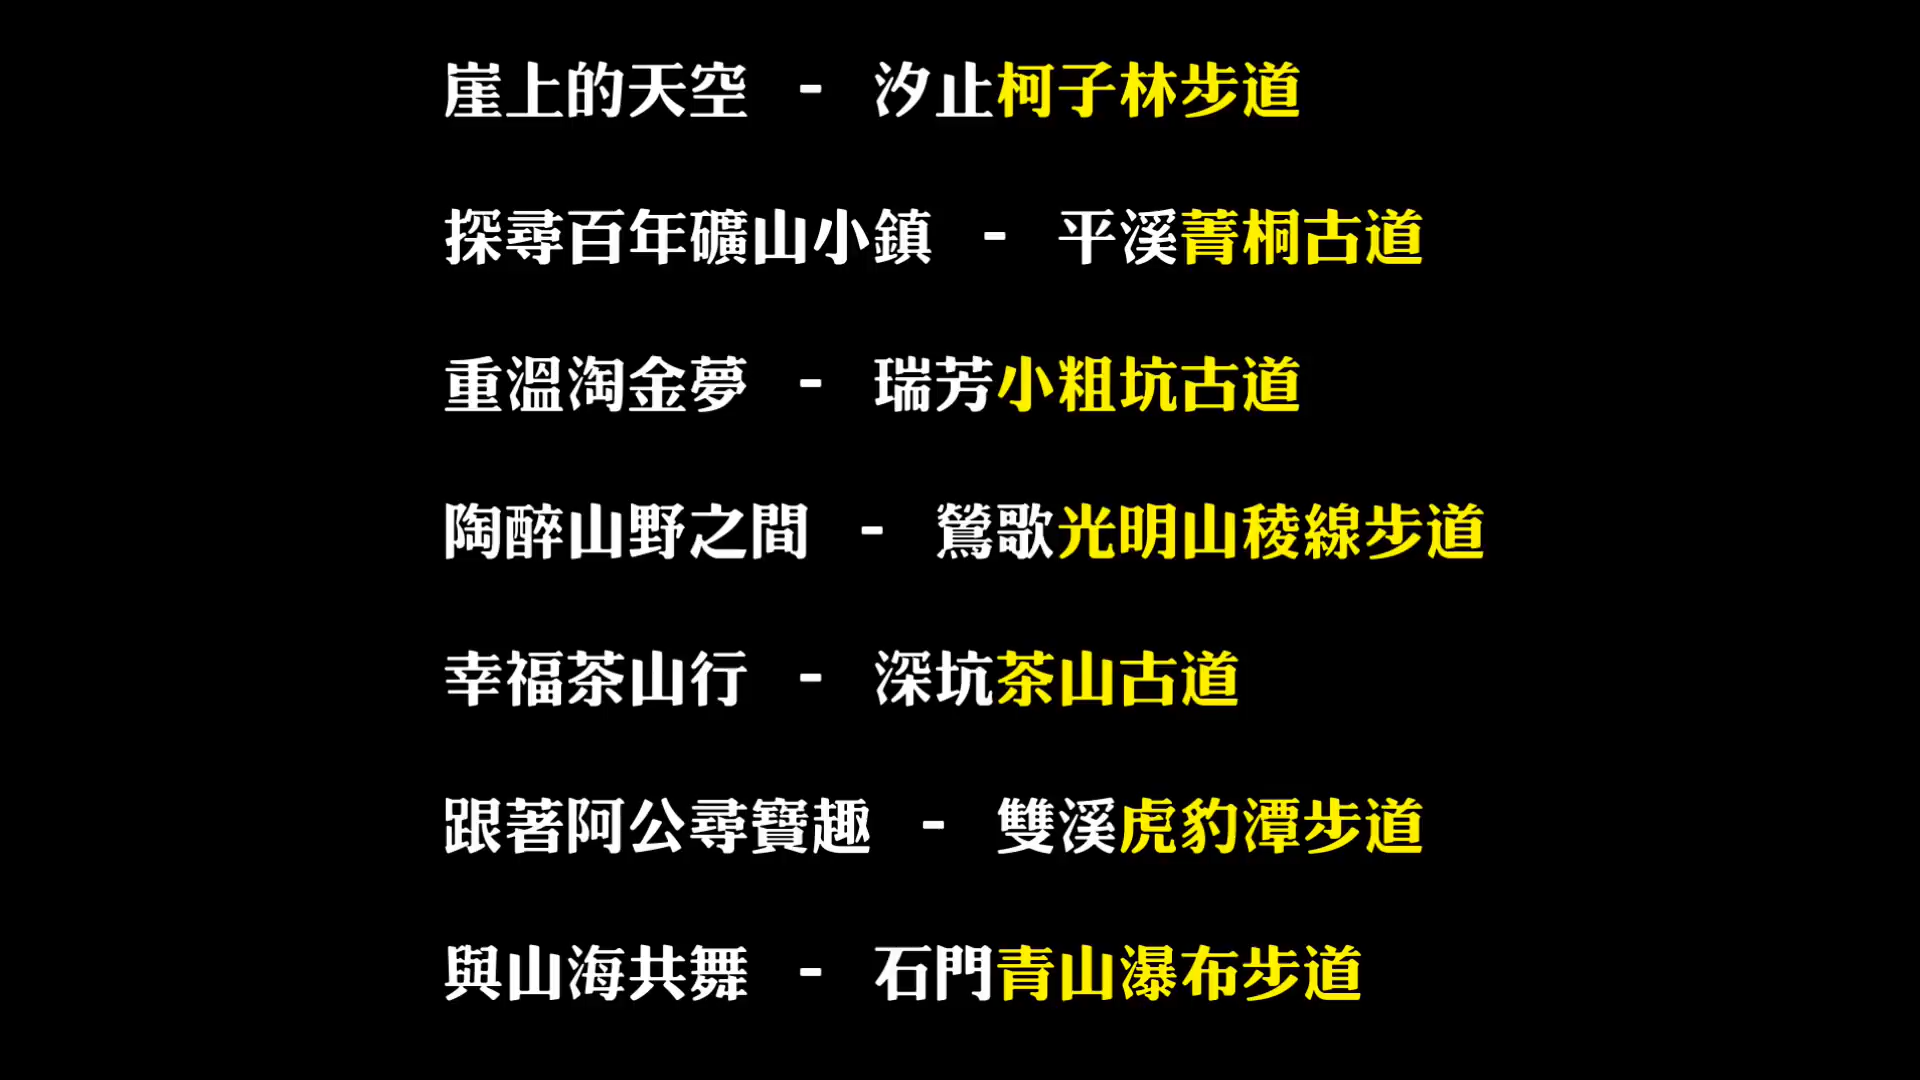 崖上的天空 - 汐止柯子林步道
探尋百年礦山小鎮 - 平溪菁桐古道
重溫淘金夢 - 瑞芳小粗坑古道
陶醉山野之間 - 鶯歌光明山稜線步道
幸福茶山行 - 深坑茶山古道
跟著阿公尋寶趣 - 雙溪虎豹潭步道
與山海共舞 - 石門青山瀑布步道